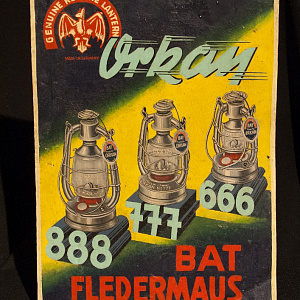 GENUINE
LANTERN
Orkan
666
777
888
BAT
FLEDERMAUS